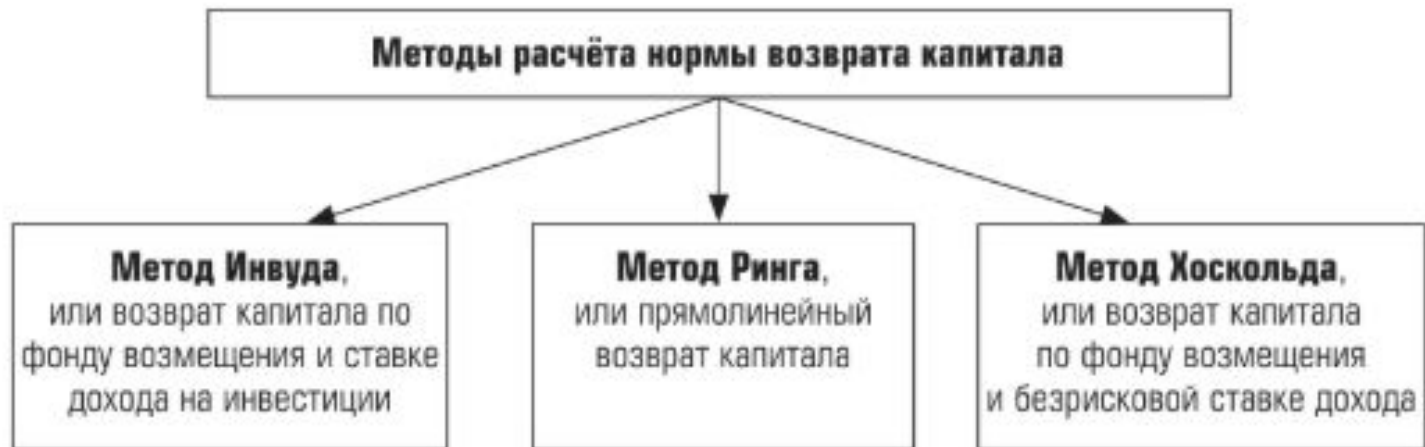 Методы расчёта нормы возврата капитала
Метод Инвуда,
или возврат капитала по
фонду возмещения и ставке
дохода на инвестиции
Метод Ринга,
или прямолинейный
возврат капитала
Метод Хоскольда,
или возврат капитала
по фонду возмещения
и безрисковой ставке дохода